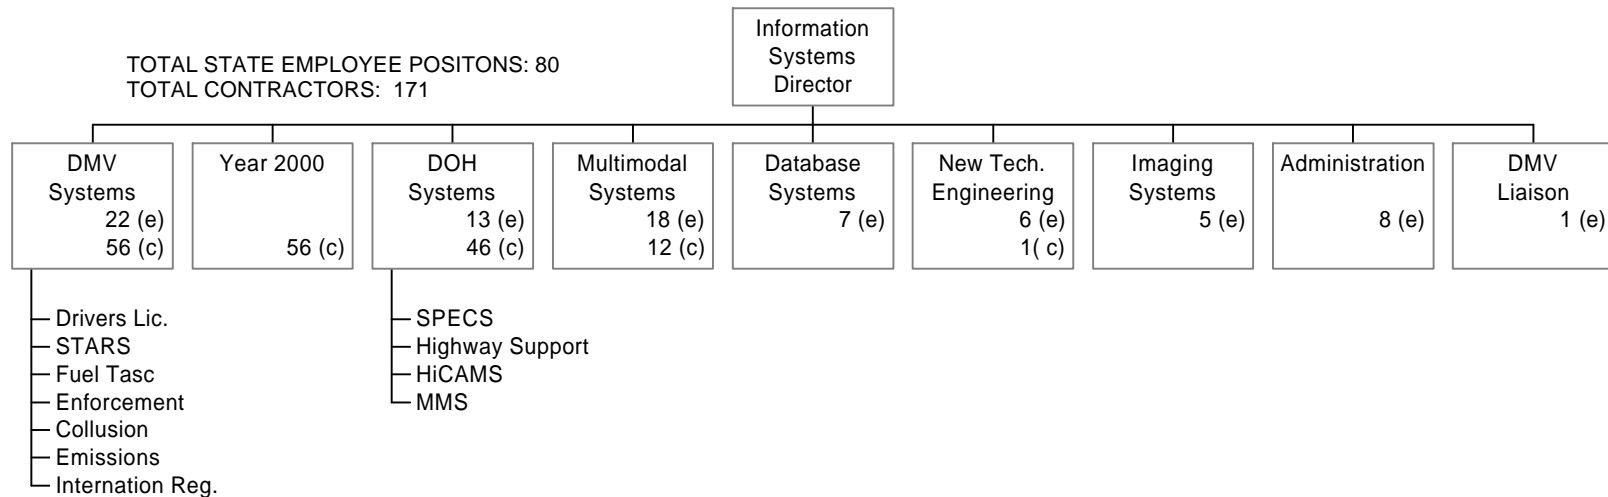 Information
Systems
Director
TOTAL STATE EMPLOYEE POSITONS: 80
TOTAL CONTRACTORS:  171
DMV
Systems
22 (e)
56 (c)
Year 2000
56 (c)
DOH
Systems
13 (e)
46 (c)
Multimodal
Systems
18 (e)
12 (c)
Database
Systems
7 (e)
New Tech.
Engineering
6 (e)
1( c)
Imaging
Systems
5 (e)
Administration
8 (e)
DMV
Liaison
1 (e)
Drivers Lic.
STARS
Fuel Tasc
Enforcement
Collusion
Emissions
Internation Reg.
SPECS
Highway Support
HiCAMS
MMS